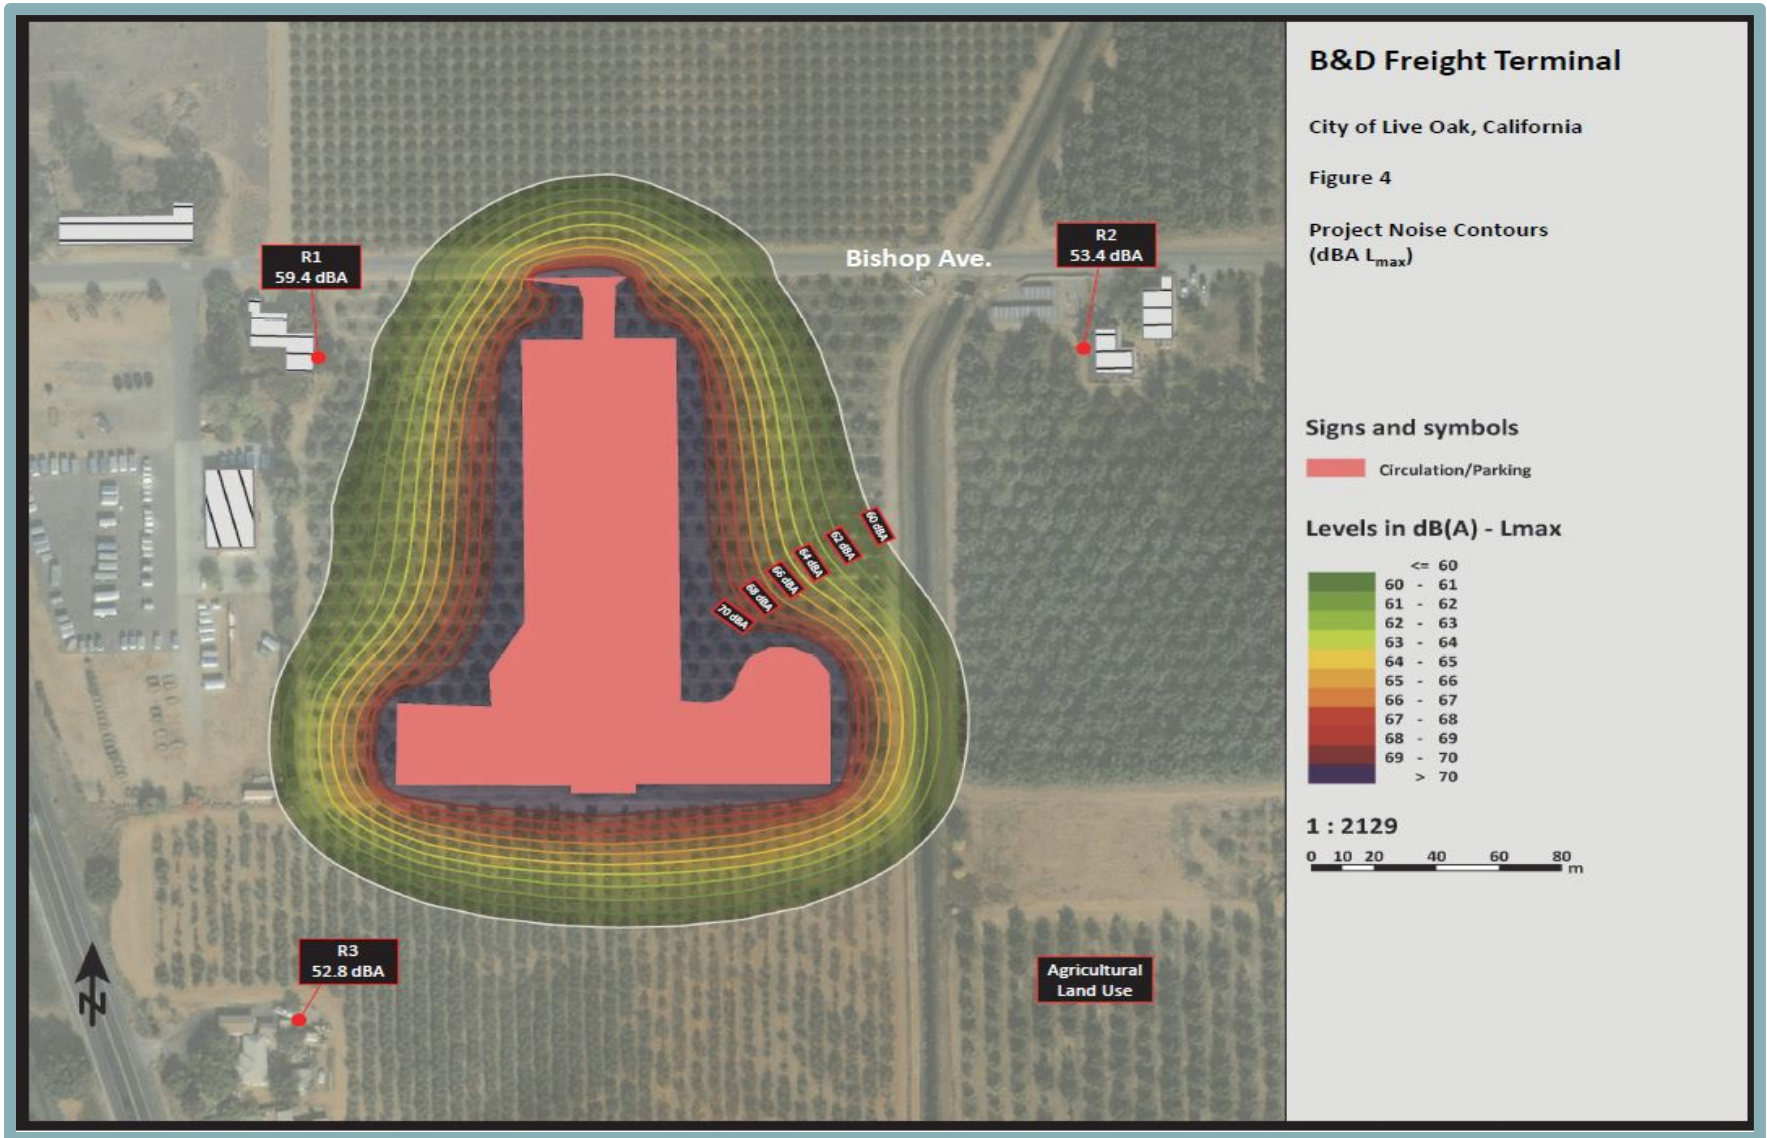 B&D Freight Terminal
City of Live Oak, California
Figure 4
Project Noise Contours
(dBA Lmax)
R1
59.4 dBA
Bishop Ave.
R2
53.4 dBA
60 dBA
62 dBA
64 dBA
66 dBA
68 dBA
70 dBA
R3
52.8 dBA
Agricultural
Land Use
N
Signs and symbols
Circulation/Parking
Levels in dB(A) - Lmax
<= 60
60 - 61
61 - 62
62 - 63
63 - 64
64 - 65
65 - 66
66 - 67
67 - 68
68 - 69
69 - 70
> 70
1 : 2129
0 10 20 40 60 80
m